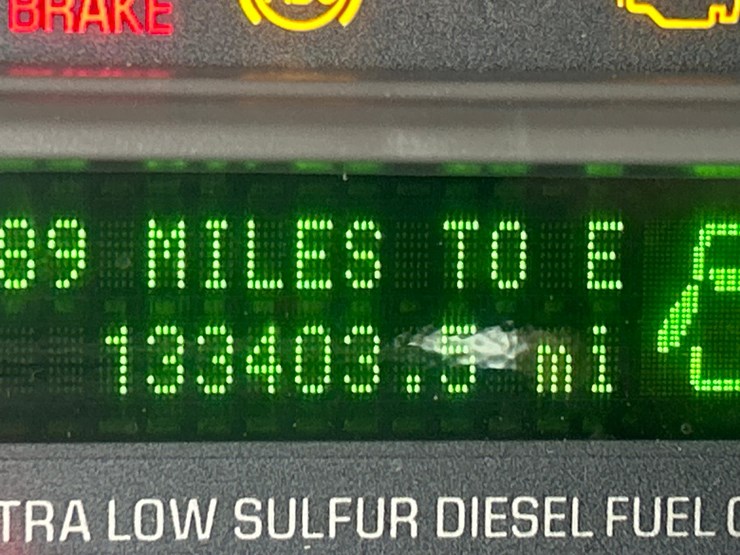 BRAKE
89 MILES TO E
133403.5 mi
TRA LOW SULFUR DIESEL FUEL O